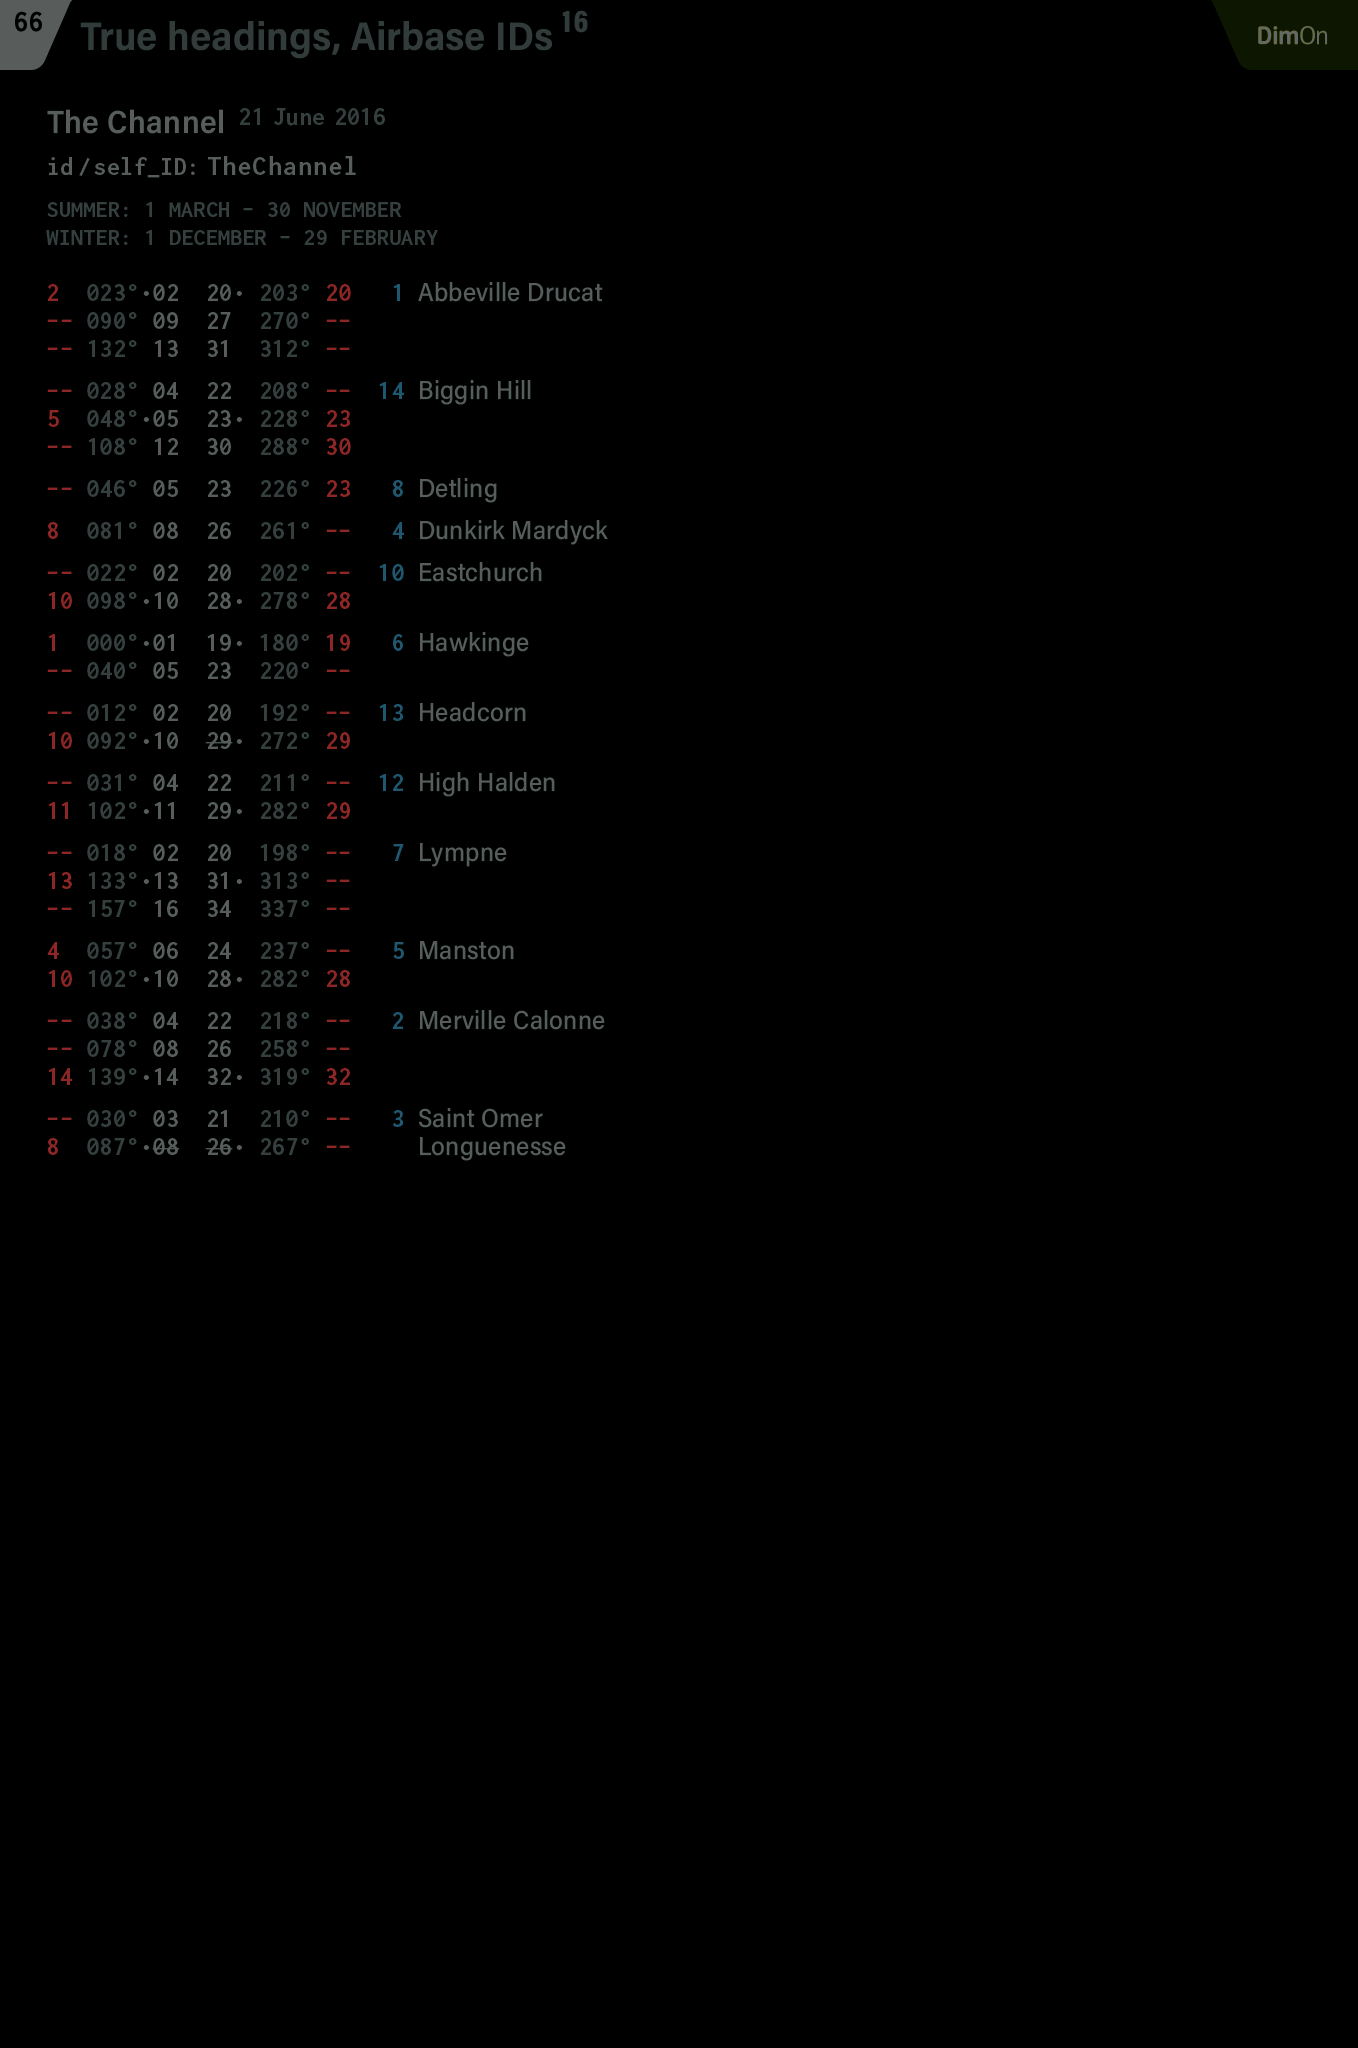 66 True headings, Airbase IDs 16 DimOn
The Channel 21 June 2016
id/self_ID: TheChannel
SUMMER: 1 MARCH – 30 NOVEMBER
WINTER: 1 DECEMBER – 29 FEBRUARY
2 023°•02 20• 203° 20 1 Abbeville Drucat
-- 090° 09 27 270° --
-- 132° 13 31 312° --
-- 028° 04 22 208° -- 14 Biggin Hill
5 048°•05 23• 228° 23
-- 108° 12 30 288° 30
-- 046° 05 23 226° 23 8 Detling
8 081° 08 26 261° -- 4 Dunkirk Mardyck
-- 022° 02 20 202° -- 10 Eastchurch
10 098°•10 28• 278° 28
1 000°•01 19• 180° 19 6 Hawkinge
-- 040° 05 23 220° --
-- 012° 02 20 192° -- 13 Headcorn
10 092°•10 29• 272° 29
-- 031° 04 22 211° -- 12 High Halden
11 102°•11 29• 282° 29
-- 018° 02 20 198° -- 7 Lympne
13 133°•13 31• 313° --
-- 157° 16 34 337° --
4 057° 06 24 237° -- 5 Manston
10 102°•10 28• 282° 28
-- 038° 04 22 218° -- 2 Merville Calonne
-- 078° 08 26 258° --
14 139°•14 32• 319° 32
-- 030° 03 21 210° -- 3 Saint Omer
8 087°•08 26• 267° -- Longuenesse